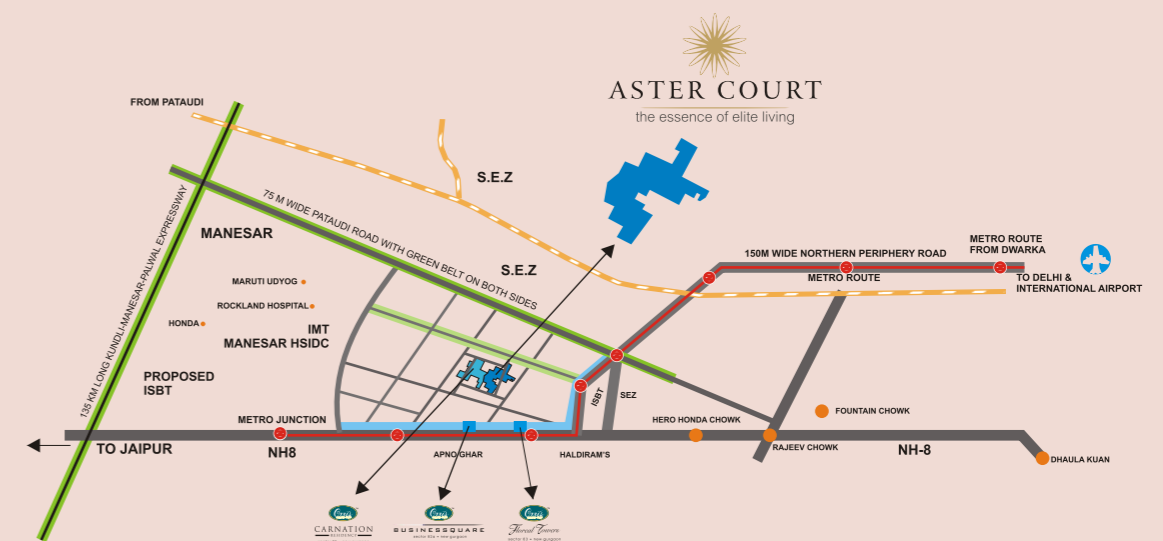 ASTER COURT
the essence of elite living
FROM PATAUDI
S.E.Z
75 M WIDE PATAUDI ROAD WITH GREEN BELT ON BOTH SIDES
135 KM LONG KUNDLI-MANESAR-PALWAL EXPRESSWAY
MANESAR
S.E.Z
METRO ROUTE
FROM DWARKA
150M WIDE NORTHERN PERIPHERY ROAD
METRO ROUTE
TO DELHI &
INTERNATIONAL AIRPORT
MARUTI UDYOG
ROCKLAND HOSPITAL
HONDA
IMT
MANESAR HSIDC
PROPOSED
ISBT
ISBT
SEZ
METRO JUNCTION
HERO HONDA CHOWK
FOUNTAIN CHOWK
TO JAIPUR
NH8
APNO GHAR
HALDIRAM'S
RAJEEV CHOWK
NH-8
DHAULA KUAN
CARNATION
RESIDENCY
BUSINESSQUARE
Floreal Towers